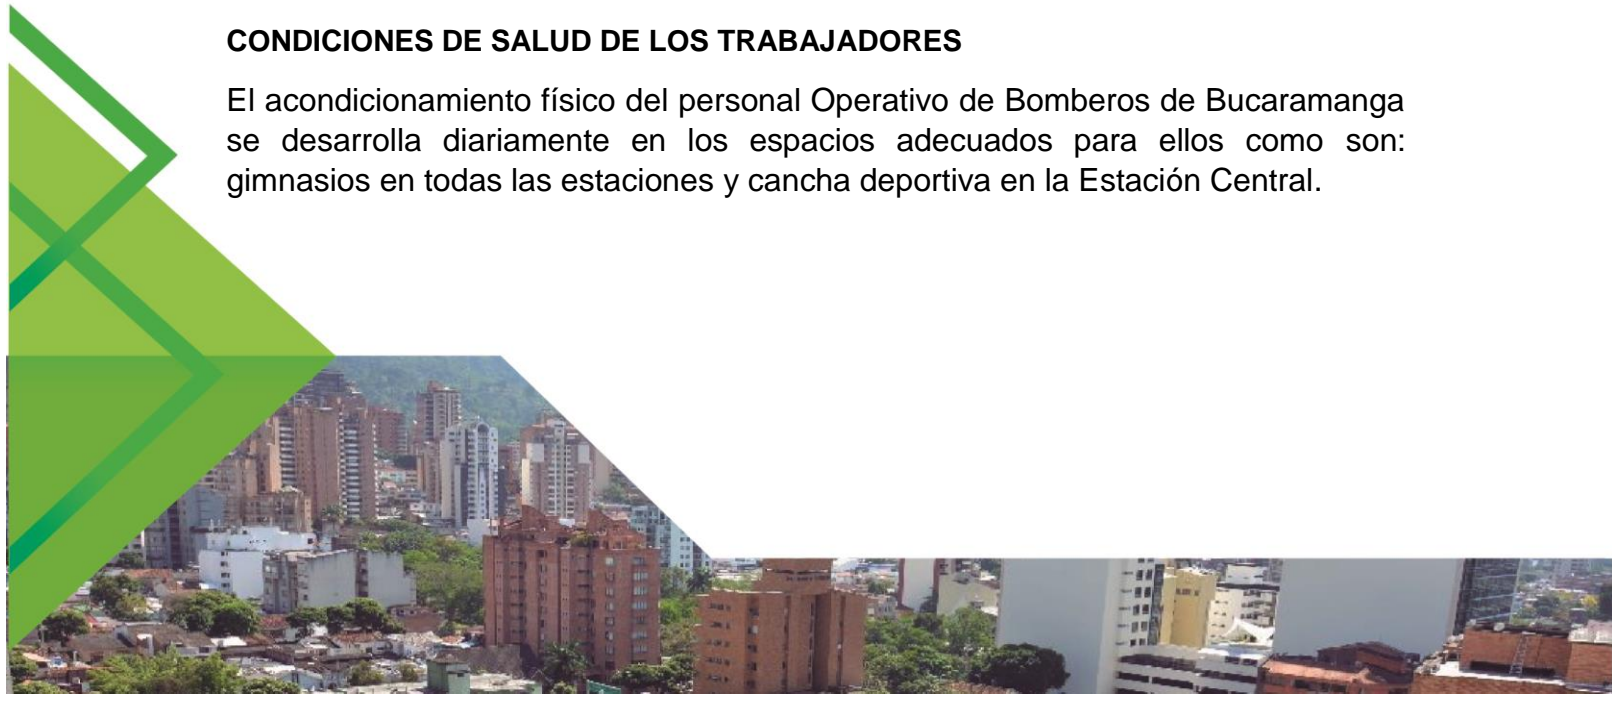 CONDICIONES DE SALUD DE LOS TRABAJADORES
El acondicionamiento físico del personal Operativo de Bomberos de Bucaramanga
se desarrolla diariamente en los espacios adecuados para ellos como son:
gimnasios en todas las estaciones y cancha deportiva en la Estación Central.